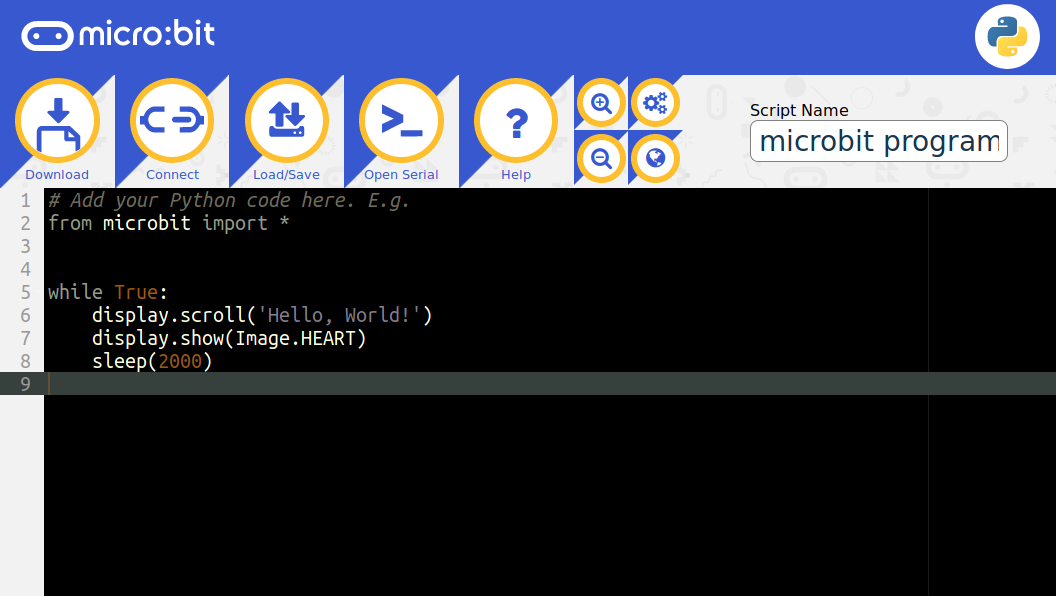 micro:bit
Download
Connect
Load/Save
Open Serial
Help
Script Name
microbit program
1 # Add your Python code here. E.g.
2 from microbit import *
3
4
5 while True:
6     display.scroll('Hello, World!')
7     display.show(Image.HEART)
8     sleep(2000)
9